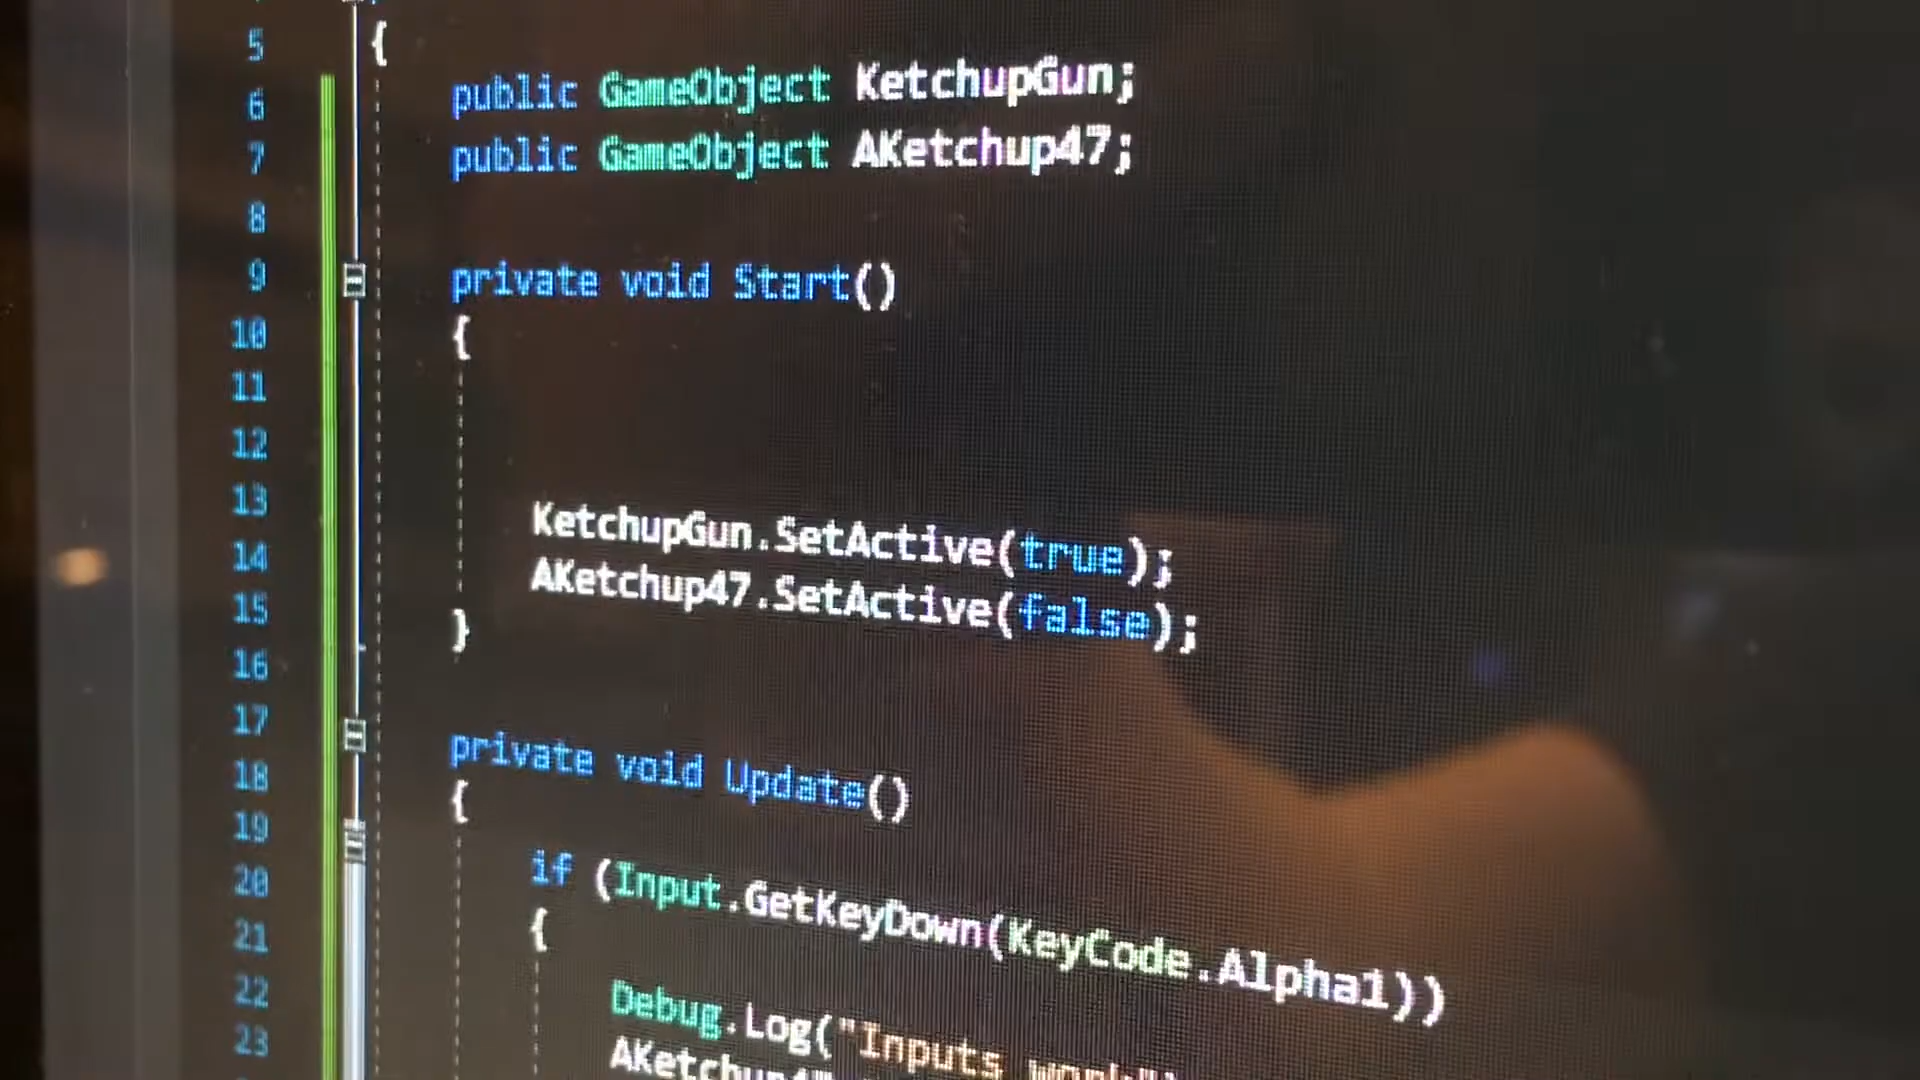 5 {
6 public GameObject KetchupGun;
7 public GameObject AKetchup47;
8
9 private void Start()
10 {
11
12
13
14 KetchupGun.SetActive(true);
15 AKetchup47.SetActive(false);
16 }
17
18 private void Update()
19 {
20 if (Input.GetKeyDown(KeyCode.Alpha1))
21 {
22 Debug.Log("Inputs work")
23 AKetchup47